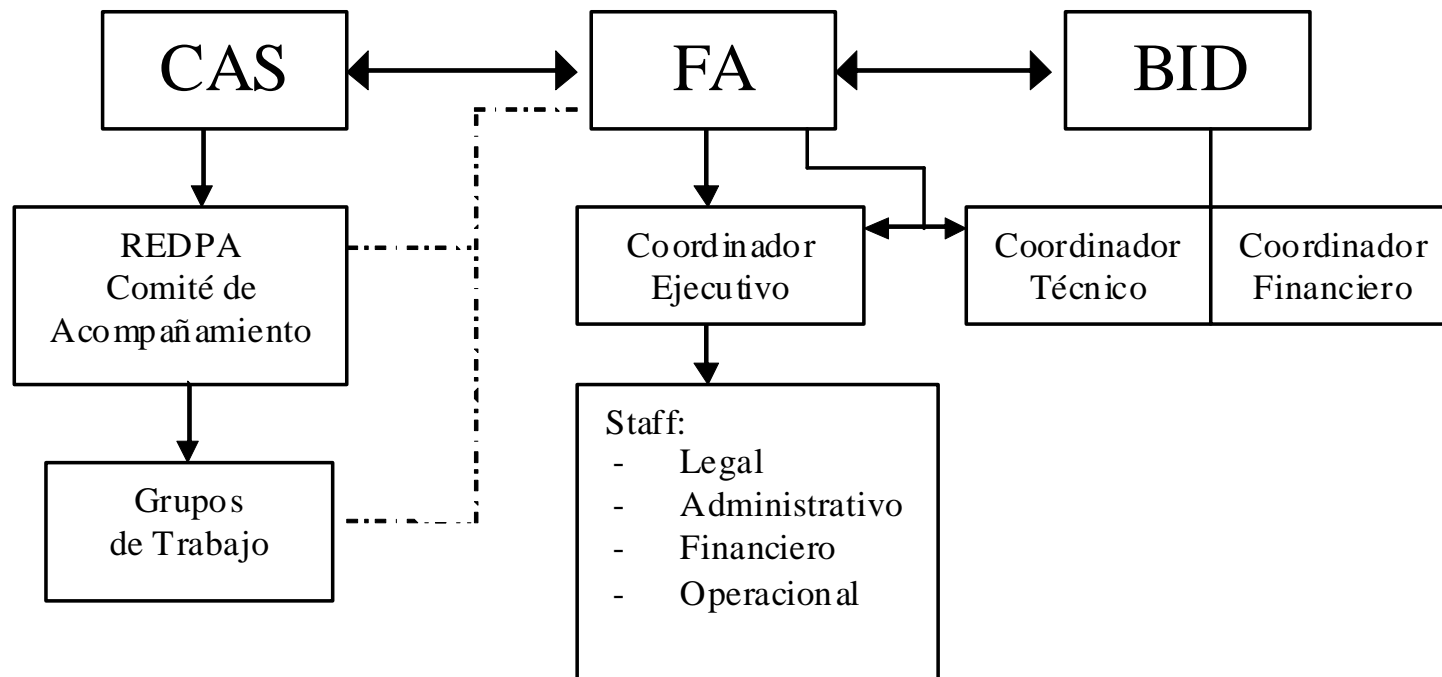 CAS
FA
BID
REDPA
Comité de
Acompañamiento
Coordinador
Ejecutivo
Coordinador
Técnico
Coordinador
Financiero
Grupos
de Trabajo
Staff:
- Legal
- Administrativo
- Financiero
- Operacional